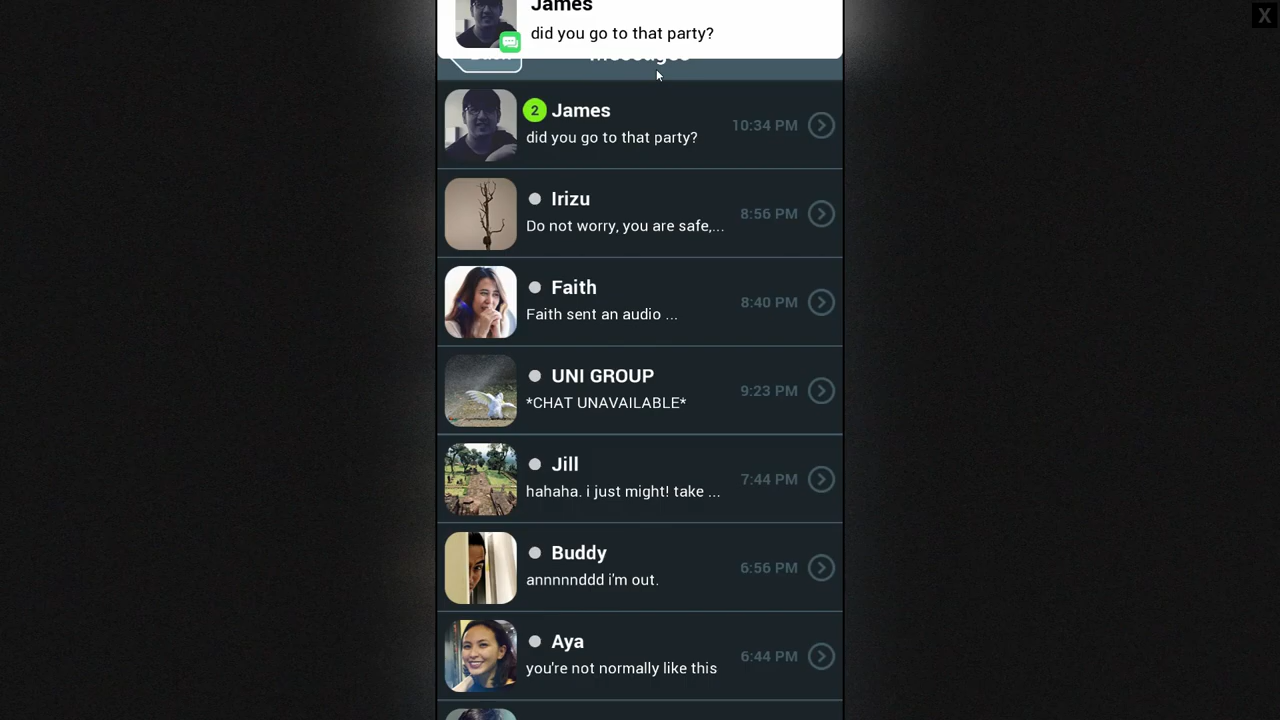 James
did you go to that party?
X
Messages
2
James
did you go to that party?
10:34 PM
Irizu
Do not worry, you are safe,...
8:56 PM
Faith
Faith sent an audio ...
8:40 PM
UNI GROUP
*CHAT UNAVAILABLE*
9:23 PM
Jill
hahaha. i just might! take ...
7:44 PM
Buddy
annnnnddd i'm out.
6:56 PM
Aya
you're not normally like this
6:44 PM